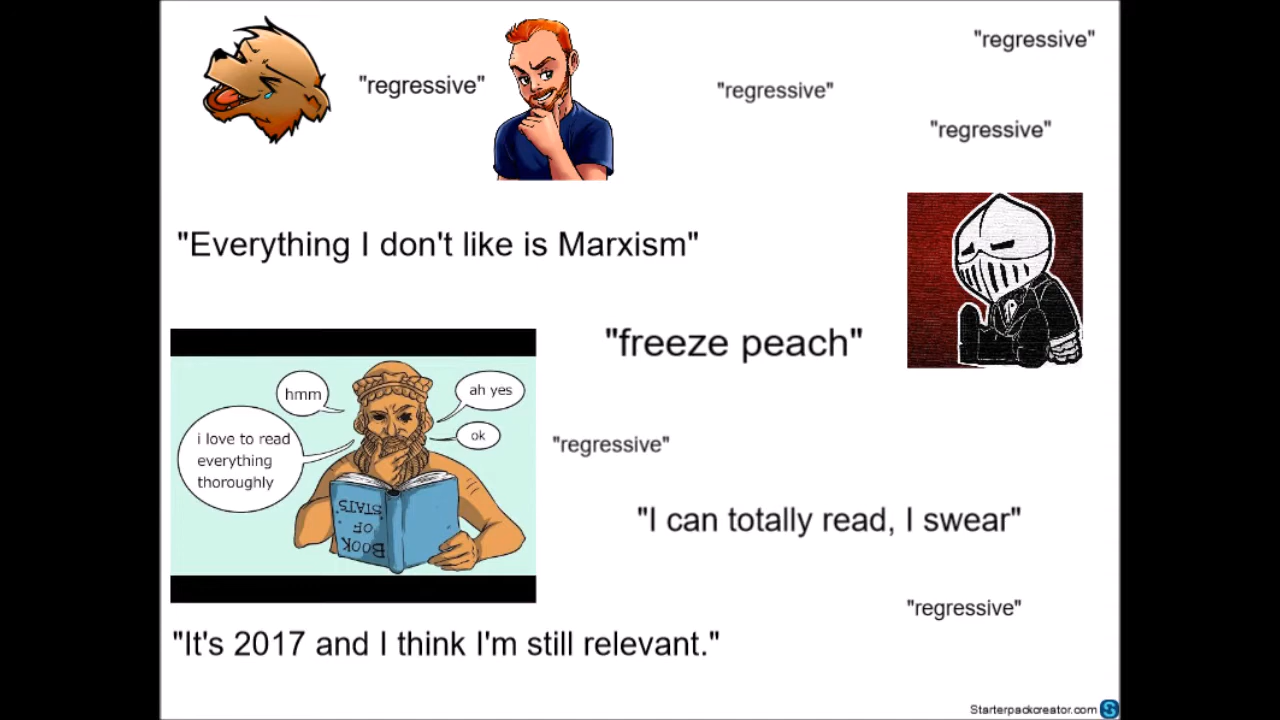 "regressive"
"regressive"
"regressive"
"regressive"
"Everything I don't like is Marxism"
"freeze peach"
hmm
ah yes
i love to read
everything
thoroughly
ok
BOOK
OF
STATS
"regressive"
"I can totally read, I swear"
"regressive"
"It's 2017 and I think I'm still relevant."
Starterpackcreator.com
S